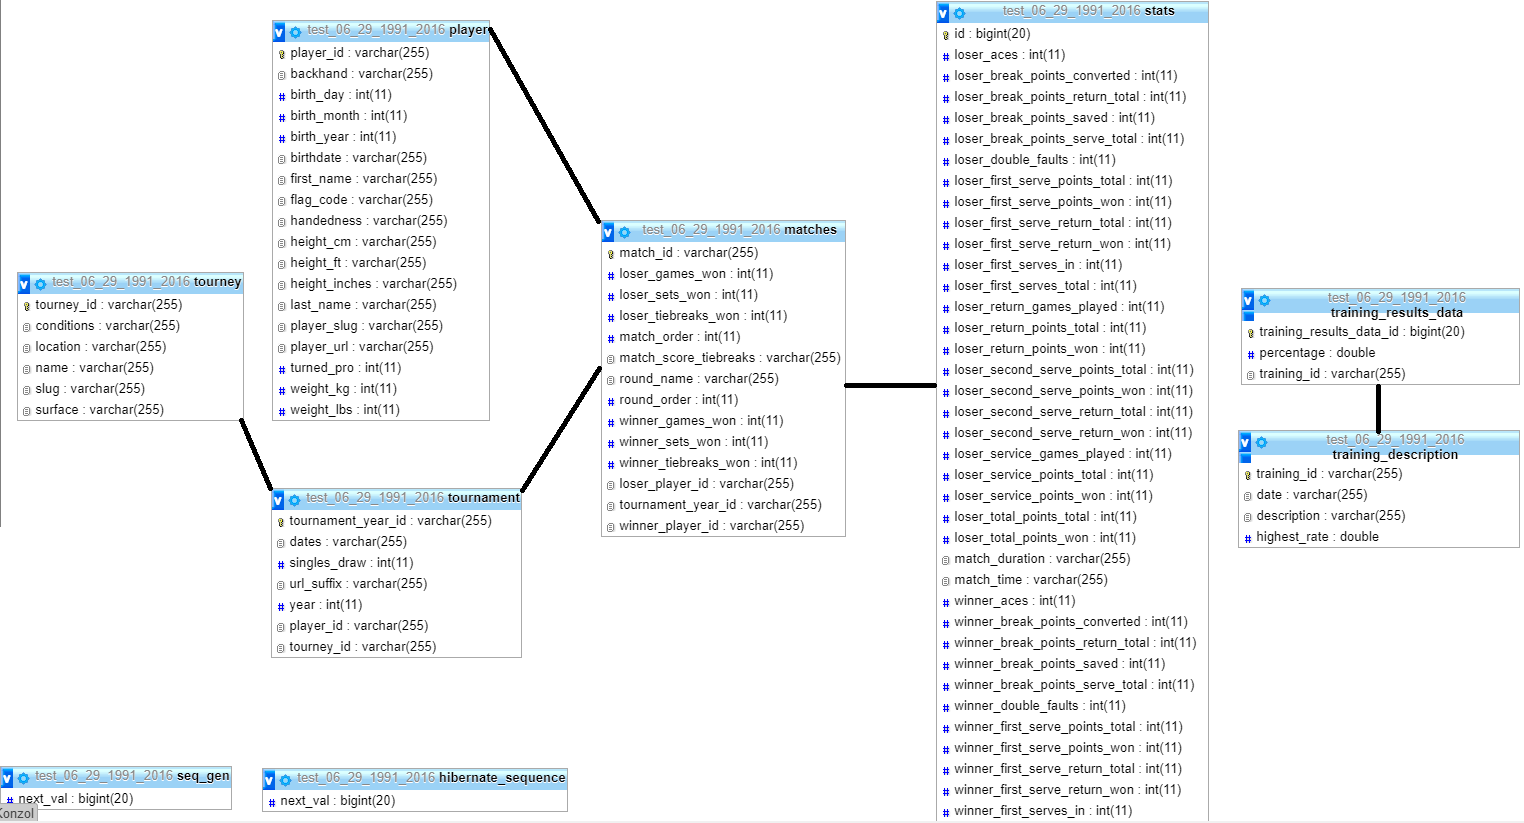 test_06_29_1991_2016 tourney
tourney_id : varchar(255)
conditions : varchar(255)
location : varchar(255)
name : varchar(255)
slug : varchar(255)
surface : varchar(255)
test_06_29_1991_2016 player
player_id : varchar(255)
backhand : varchar(255)
birth_day : int(11)
birth_month : int(11)
birth_year : int(11)
birthdate : varchar(255)
first_name : varchar(255)
flag_code : varchar(255)
handedness : varchar(255)
height_cm : varchar(255)
height_ft : varchar(255)
height_inches : varchar(255)
last_name : varchar(255)
player_slug : varchar(255)
player_url : varchar(255)
turned_pro : int(11)
weight_kg : int(11)
weight_lbs : int(11)
test_06_29_1991_2016 tournament
tournament_year_id : varchar(255)
dates : varchar(255)
singles_draw : int(11)
url_suffix : varchar(255)
year : int(11)
player_id : varchar(255)
tourney_id : varchar(255)
test_06_29_1991_2016 matches
match_id : varchar(255)
loser_games_won : int(11)
loser_sets_won : int(11)
loser_tiebreaks_won : int(11)
match_order : int(11)
match_score_tiebreaks : varchar(255)
round_name : varchar(255)
round_order : int(11)
winner_games_won : int(11)
winner_sets_won : int(11)
winner_tiebreaks_won : int(11)
loser_player_id : varchar(255)
tournament_year_id : varchar(255)
winner_player_id : varchar(255)
test_06_29_1991_2016 stats
id : bigint(20)
loser_aces : int(11)
loser_break_points_converted : int(11)
loser_break_points_return_total : int(11)
loser_break_points_saved : int(11)
loser_break_points_serve_total : int(11)
loser_double_faults : int(11)
loser_first_serve_points_total : int(11)
loser_first_serve_points_won : int(11)
loser_first_serve_return_total : int(11)
loser_first_serve_return_won : int(11)
loser_first_serves_in : int(11)
loser_first_serves_total : int(11)
loser_return_games_played : int(11)
loser_return_points_total : int(11)
loser_return_points_won : int(11)
loser_second_serve_points_total : int(11)
loser_second_serve_points_won : int(11)
loser_second_serve_return_total : int(11)
loser_second_serve_return_won : int(11)
loser_service_games_played : int(11)
loser_service_points_total : int(11)
loser_service_points_won : int(11)
loser_total_points_total : int(11)
loser_total_points_won : int(11)
match_duration : varchar(255)
match_time : varchar(255)
winner_aces : int(11)
winner_break_points_converted : int(11)
winner_break_points_return_total : int(11)
winner_break_points_saved : int(11)
winner_break_points_serve_total : int(11)
winner_double_faults : int(11)
winner_first_serve_points_total : int(11)
winner_first_serve_points_won : int(11)
winner_first_serve_return_total : int(11)
winner_first_serve_return_won : int(11)
winner_first_serves_in : int(11)
test_06_29_1991_2016
training_results_data
training_results_data_id : bigint(20)
percentage : double
training_id : varchar(255)
test_06_29_1991_2016
training_description
training_id : varchar(255)
date : varchar(255)
description : varchar(255)
highest_rate : double
test_06_29_1991_2016 seq_gen
next_val : bigint(20)
Konzol
test_06_29_1991_2016 hibernate_sequence
next_val : bigint(20)